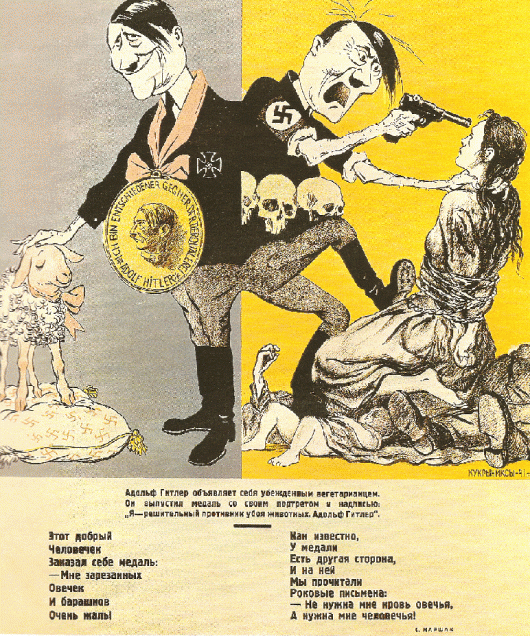 EIN ENTSCHIEDENER
ADOLF HITLER
КУКРЫНИКСЫ-41-
Адольф Гитлер объявляет себя убежденным вегетарианцем.
Он выпустил медаль со своим портретом и надписью:
„Я—решительный противник убоя животных. Адольф Гитлер“.
Этот добрый
Человечек
Заказал себе медаль:
— Мне зарезанных
Овечек
И барашков
Очень жаль!
Как известно,
У медали
Есть другая сторона,
И на ней
Мы прочитали
Роковые письмена:
— Не нужна мне кровь овечья,
А нужна мне человечья!
С. МАРШАК